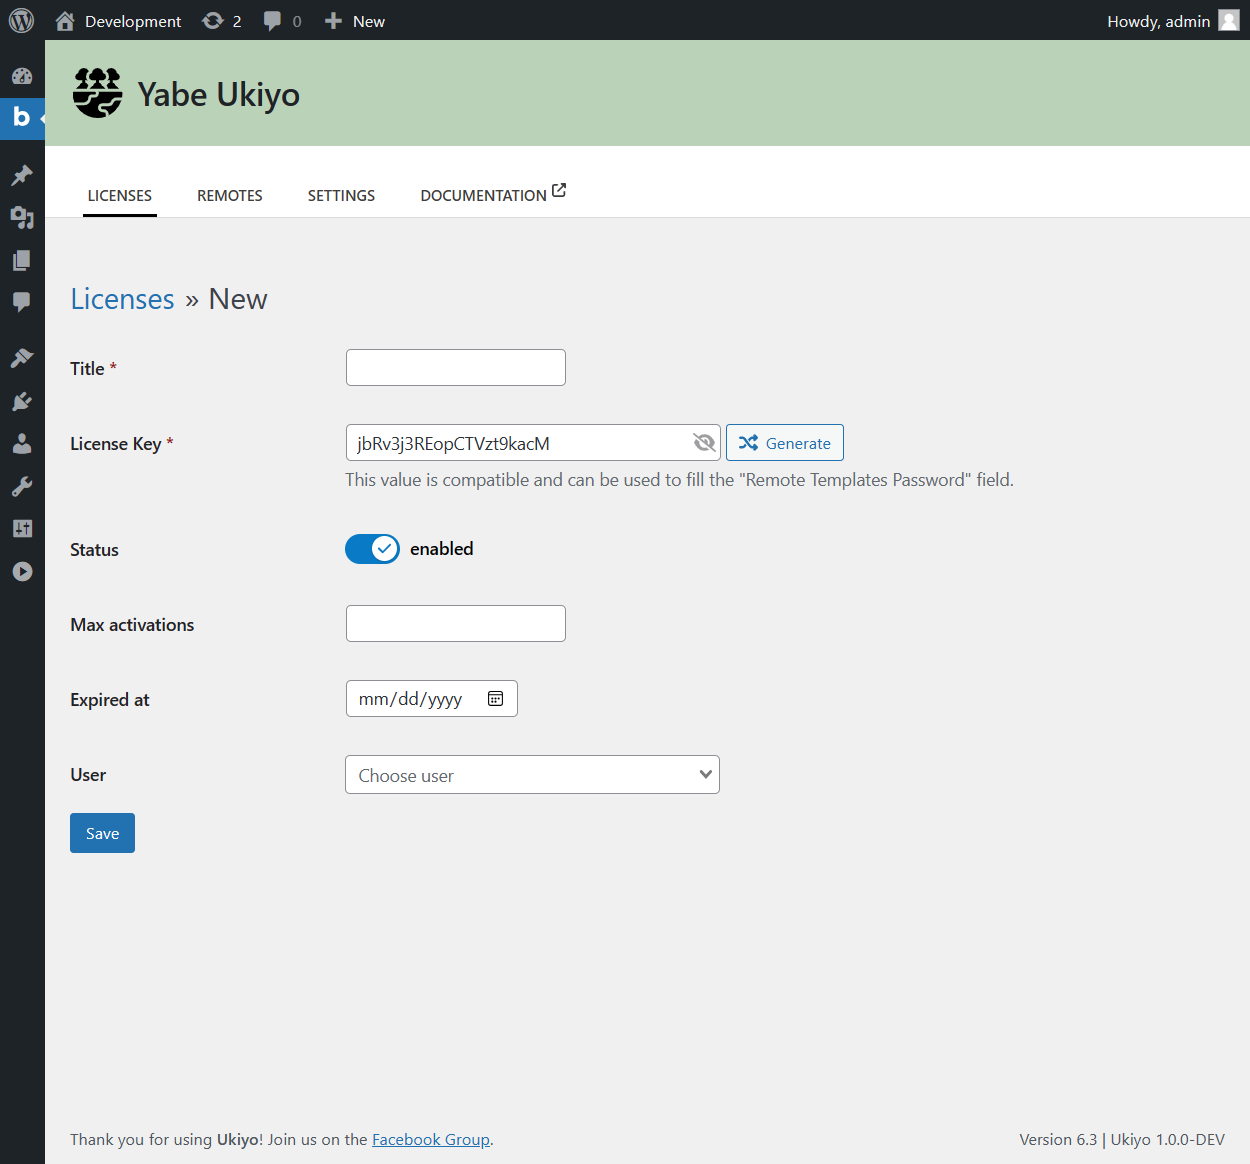 Development 2 0 New Howdy, admin
b
Yabe Ukiyo
LICENSES REMOTES SETTINGS DOCUMENTATION
Licenses » New
Title *
License Key * jbRv3j3REopCTVzt9kacM Generate
This value is compatible and can be used to fill the "Remote Templates Password" field.
Status enabled
Max activations
Expired at mm/dd/yyyy
User Choose user
Save
Thank you for using Ukiyo! Join us on the Facebook Group. Version 6.3 | Ukiyo 1.0.0-DEV